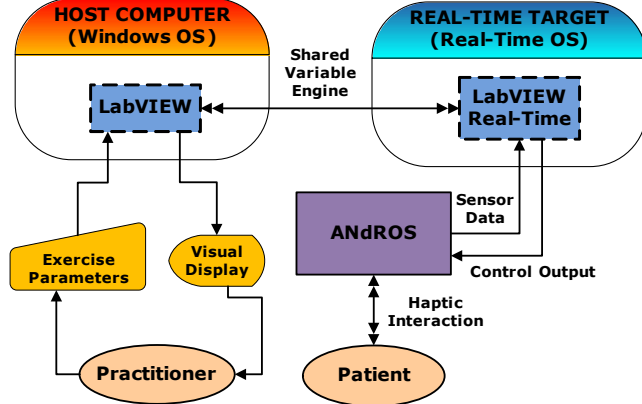 HOST COMPUTER
(Windows OS)
REAL-TIME TARGET
(Real-Time OS)
Shared
Variable
Engine
LabVIEW
LabVIEW
Real-Time
Sensor
Data
ANdROS
Control Output
Exercise
Parameters
Visual
Display
Haptic
Interaction
Practitioner
Patient